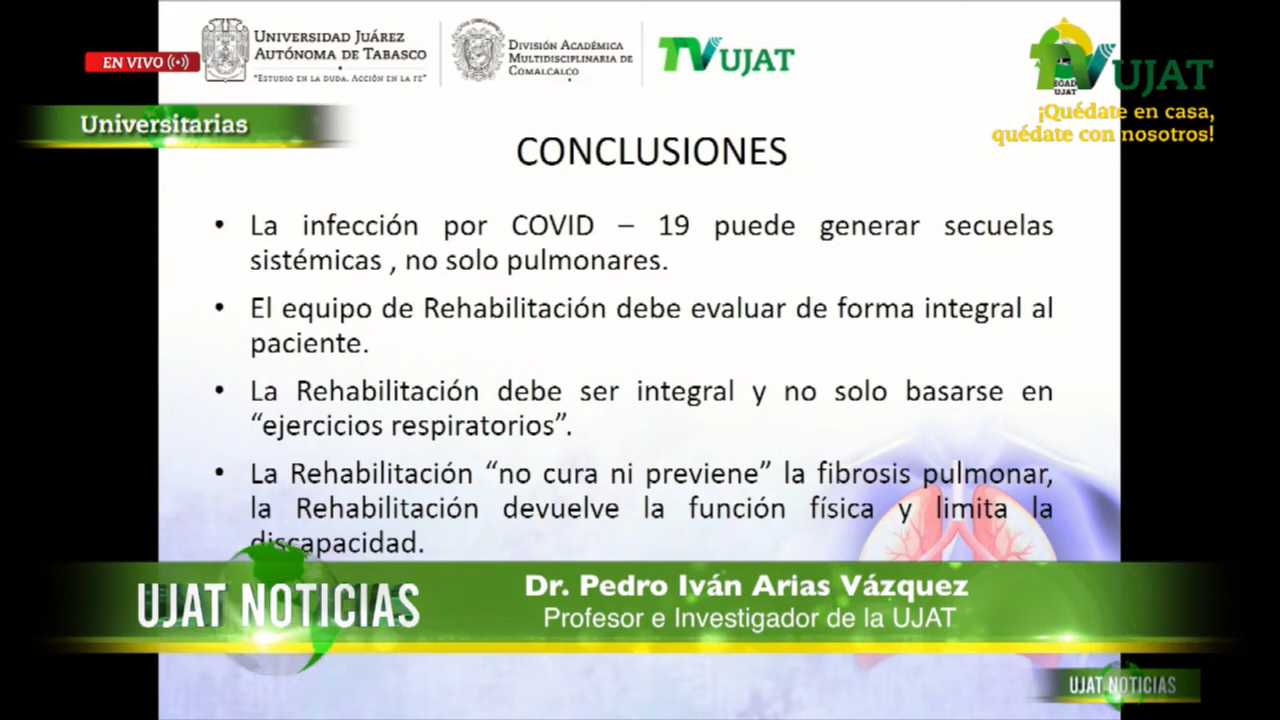 EN VIVO
UNIVERSIDAD JUÁREZ
AUTÓNOMA DE TABASCO
"ESTUDIO EN LA DUDA. ACCIÓN EN LA FE"
DIVISIÓN ACADÉMICA
MULTIDISCIPLINARIA DE
COMALCALCO
TVUJAT
TVUJAT
UJAT
¡Quédate en casa,
quédate con nosotros!
Universitarias
CONCLUSIONES
• La infección por COVID – 19 puede generar secuelas
sistémicas , no solo pulmonares.
• El equipo de Rehabilitación debe evaluar de forma integral al
paciente.
• La Rehabilitación debe ser integral y no solo basarse en
“ejercicios respiratorios”.
• La Rehabilitación “no cura ni previene” la fibrosis pulmonar,
la Rehabilitación devuelve la función física y limita la
discapacidad.
UJAT NOTICIAS
Dr. Pedro Iván Arias Vázquez
Profesor e Investigador de la UJAT
UJAT NOTICIAS